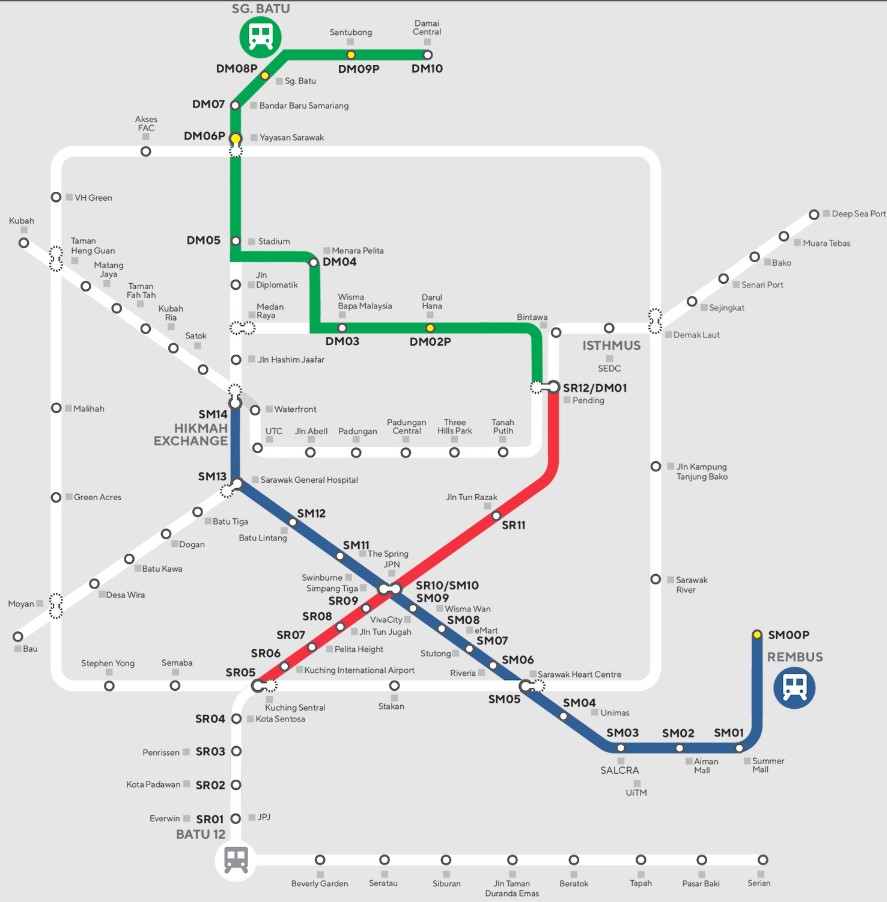 SG. BATU
Santubong
Damai
Central
DM08P
DM09P
DM10
Sg. Batu
DM07
Bandar Baru Samariang
Akses
FAC
DM06P
Yayasan Sarawak
VH Green
Kubah
Deep Sea Port
Taman
Heng Guan
DM05
Stadium
Menara Pelita
DM04
Muara Tebas
Bako
Matang
Jaya
Jln
Diplomatik
Senari Port
Taman
Fah Tah
Wisma
Bapa Malaysia
Darul
Hana
Sejingkat
Kubah
Ria
Medan
Raya
Bintawa
Satok
DM03
DM02P
ISTHMUS
Demak Laut
Jln Hashim Jaafar
SEDC
SR12/DM01
Pending
Malihah
SM14
HIKMAH
EXCHANGE
Waterfront
UTC
Jln Abell
Padungan
Padungan
Central
Three
Hills Park
Tanah
Putih
SM13
Sarawak General Hospital
Jln Kampung
Tanjung Bako
Green Acres
Jln Tun Razak
SM12
Batu Tiga
SR11
Batu Lintang
Dogan
SM11
The Spring
JPN
Batu Kawa
Swinburne
Simpang Tiga
SR10/SM10
Sarawak
River
Desa Wira
Moyan
SR09
SM09
Wisma Wan
SR08
VivaCity
SM08
eMart
Jln Tun Jugah
SM00P
SR07
SM07
Bau
Pelita Height
Stutong
REMBUS
SR06
SM06
Stephen Yong
Semaba
SR05
Kuching International Airport
Riveria
Sarawak Heart Centre
Kuching Sentral
Stakan
SM05
SM04
SR04
Kota Sentosa
Unimas
SM03
SM02
SM01
Penrissen
SR03
SALCRA
Aiman
Mall
Summer
Mall
Kota Padawan
SR02
UiTM
Everwin
SR01
JPJ
BATU 12
Beverly Garden
Seratau
Siburan
Jln Taman
Duranda Emas
Beratok
Tapah
Pasar Baki
Serian